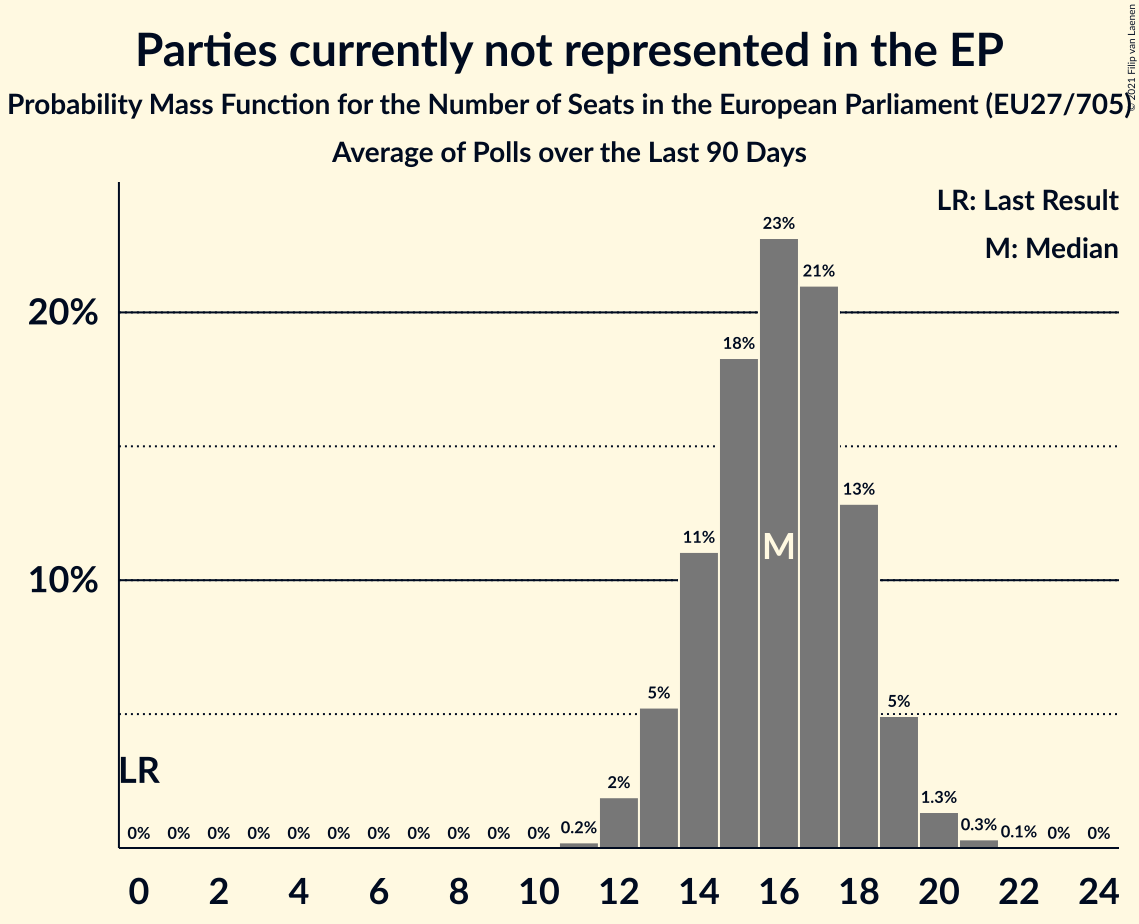 Parties currently not represented in the EP
Probability Mass Function for the Number of Seats in the European Parliament (EU27/705)
Average of Polls over the Last 90 Days
© 2021 Filip van Laenen
LR: Last Result
M: Median
20%
10%
LR
0% 0% 0% 0% 0% 0% 0% 0% 0% 0% 0% 0.2% 2% 5% 11% 18% 23% 21% 13% 5% 1.3% 0.3% 0.1% 0% 0%
M
0 2 4 6 8 10 12 14 16 18 20 22 24